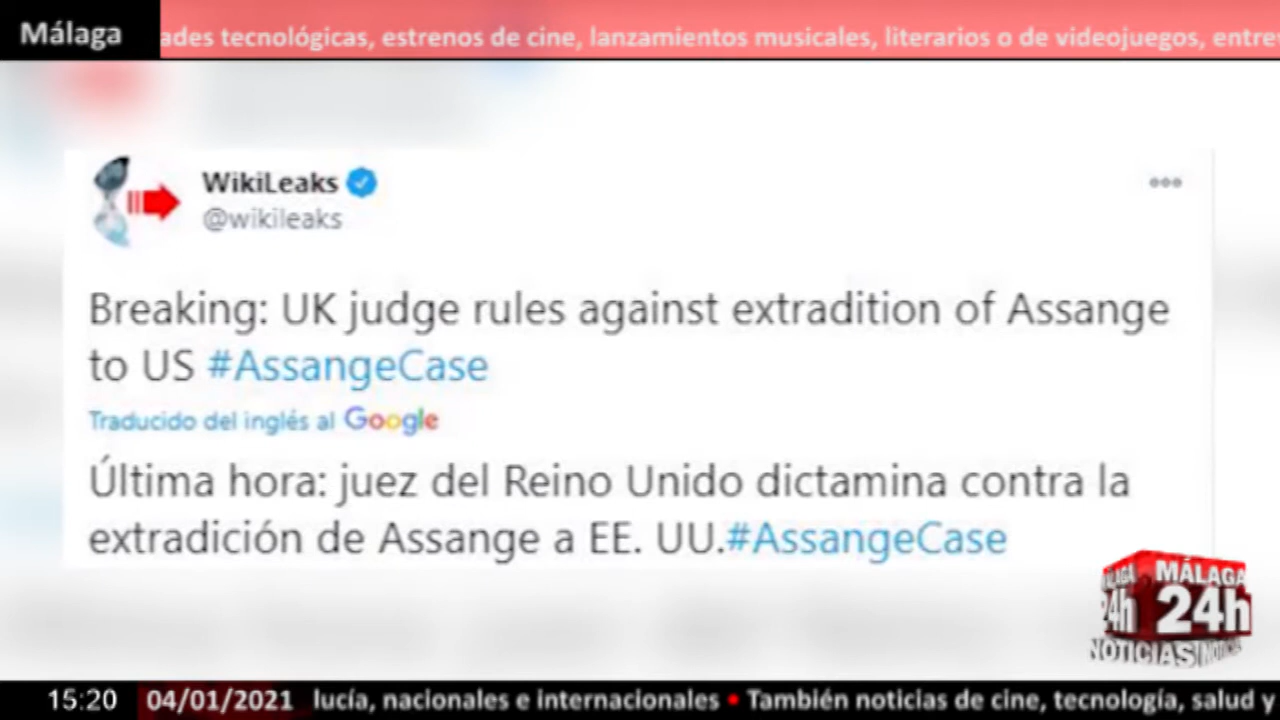 Málaga
ades tecnológicas, estrenos de cine, lanzamientos musicales, literarios o de videojuegos, entre
WikiLeaks
@wikileaks
Breaking: UK judge rules against extradition of Assange
to US #AssangeCase
Traducido del inglés al Google
Última hora: juez del Reino Unido dictamina contra la
extradición de Assange a EE. UU.#AssangeCase
MÁLAGA
24h
NOTICIAS
15:20 04/01/2021 lucía, nacionales e internacionales • También noticias de cine, tecnología, salud y